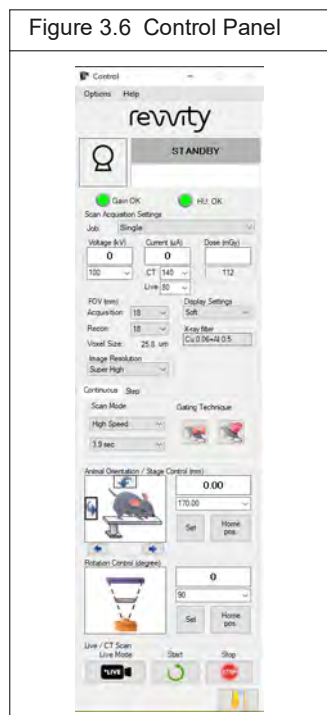 Figure 3.6 Control Panel
Control
Options Help
revvity
STANDBY
Gain OK HU: OK
Scan Acquisition Settings
Job: Single
Voltage (kV) Current (uA) Dose (mGy)
0 0
100 CT 140 112
Live 80
FOV (mm) Display Settings
Acquisition 18 Soft
Recon: 18 X-ray filter
Voxel Size: 25.0 um Cu 0.06+Al 0.5
Image Resolution
Super High
Continuous Step
Scan Mode Gating Technique
High Speed
3.9 sec
Animal Orientation / Stage Control (mm)
0.00
170.00
Set Home pos.
Rotation Control (degree)
0
90
Set Home pos.
Live / CT Scan
Live Mode Start Stop
LIVE STOP